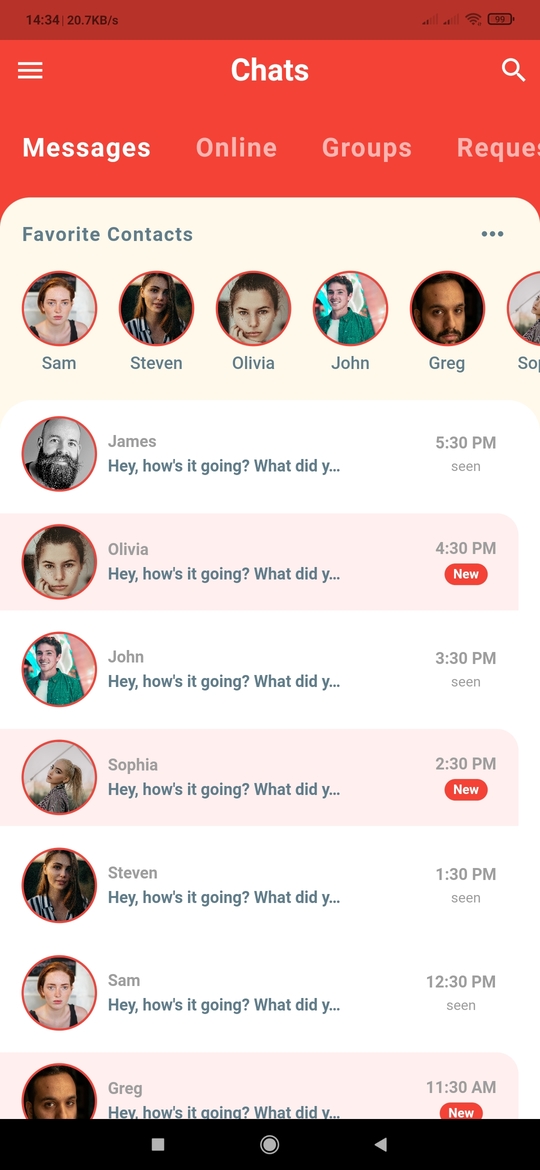 14:34 | 20.7KB/s 99
Chats
Messages Online Groups Reques
Favorite Contacts
Sam Steven Olivia John Greg Sop
James 5:30 PM
Hey, how's it going? What did y... seen
Olivia 4:30 PM
Hey, how's it going? What did y... New
John 3:30 PM
Hey, how's it going? What did y... seen
Sophia 2:30 PM
Hey, how's it going? What did y... New
Steven 1:30 PM
Hey, how's it going? What did y... seen
Sam 12:30 PM
Hey, how's it going? What did y... seen
Greg 11:30 AM
Hey, how's it going? What did y... New